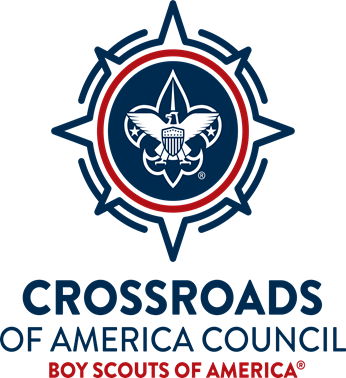 ®
CROSSROADS
OF AMERICA COUNCIL
BOY SCOUTS OF AMERICA®